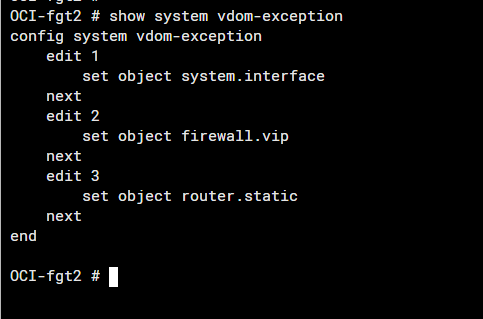 OCI-fgt2 # show system vdom-exception
config system vdom-exception
    edit 1
        set object system.interface
    next
    edit 2
        set object firewall.vip
    next
    edit 3
        set object router.static
    next
end
OCI-fgt2 #